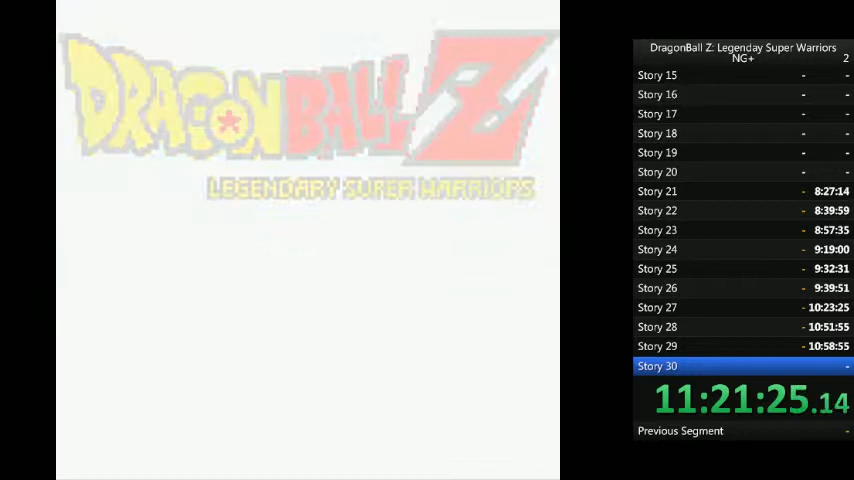 DRAGON BALL Z
LEGENDARY SUPER WARRIORS
DragonBall Z: Legenday Super Warriors
NG+ 2
Story 15 - -
Story 16 - -
Story 17 - -
Story 18 - -
Story 19 - -
Story 20 - -
Story 21 - 8:27:14
Story 22 - 8:39:59
Story 23 - 8:57:35
Story 24 - 9:19:00
Story 25 - 9:32:31
Story 26 - 9:39:51
Story 27 - 10:23:25
Story 28 - 10:51:55
Story 29 - 10:58:55
Story 30 -
11:21:25.14
Previous Segment -